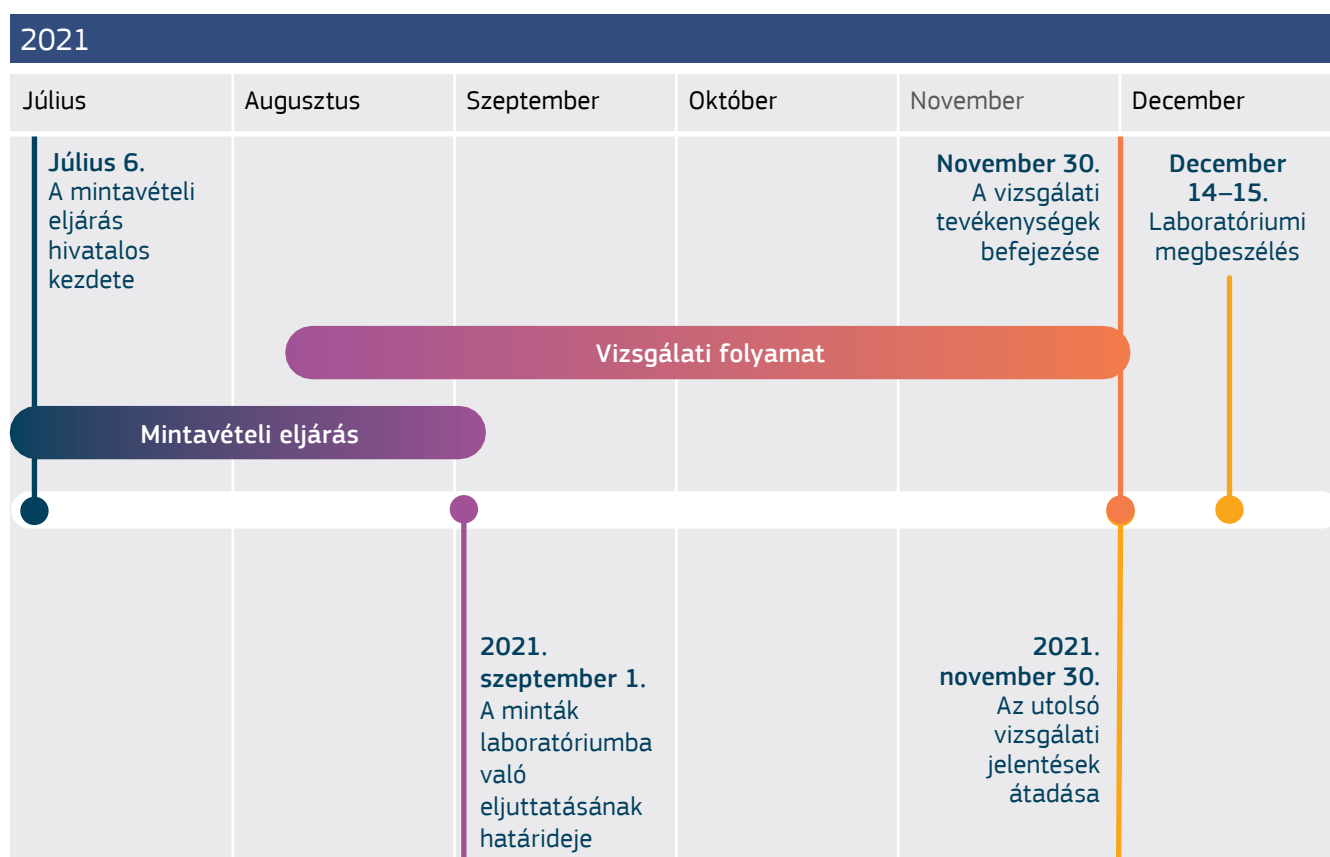 2021
Július
Augusztus
Szeptember
Október
November
December
Július 6.
A mintavételi
eljárás
hivatalos
kezdete
November 30.
A vizsgálati
tevékenységek
befejezése
December
14–15.
Laboratóriumi
megbeszélés
Vizsgálati folyamat
Mintavételi eljárás
2021.
szeptember 1.
A minták
laboratóriumba
való
eljuttatásának
határideje
2021.
november 30.
Az utolsó
vizsgálati
jelentések
átadása